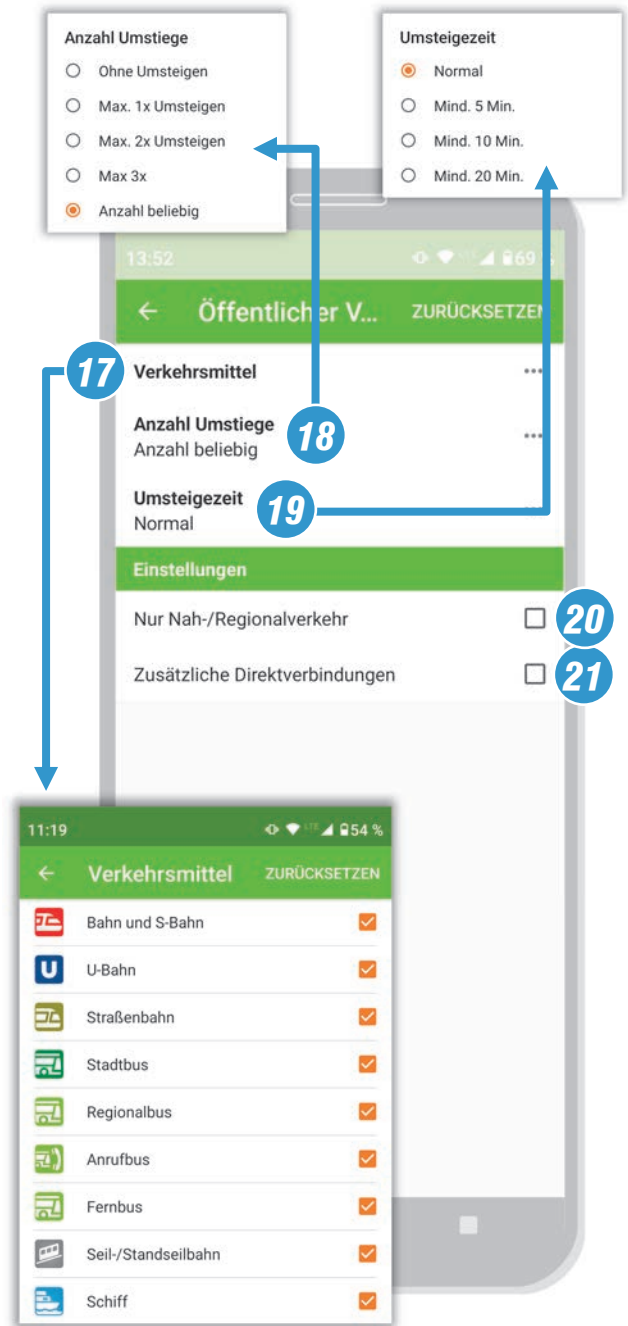 Anzahl Umstiege
Ohne Umsteigen
Max. 1x Umsteigen
Max. 2x Umsteigen
Max 3x
Anzahl beliebig
Umsteigezeit
Normal
Mind. 5 Min.
Mind. 10 Min.
Mind. 20 Min.
13:52
69 %
Öffentlicher V... ZURÜCKSETZEN
17 Verkehrsmittel ...
Anzahl Umstiege 18 ...
Anzahl beliebig
Umsteigezeit 19
Normal
Einstellungen
Nur Nah-/Regionalverkehr 20
Zusätzliche Direktverbindungen 21
11:19 LTE 54 %
Verkehrsmittel ZURÜCKSETZEN
Bahn und S-Bahn
U U-Bahn
Straßenbahn
Stadtbus
Regionalbus
Anrufbus
Fernbus
Seil-/Standseilbahn
Schiff